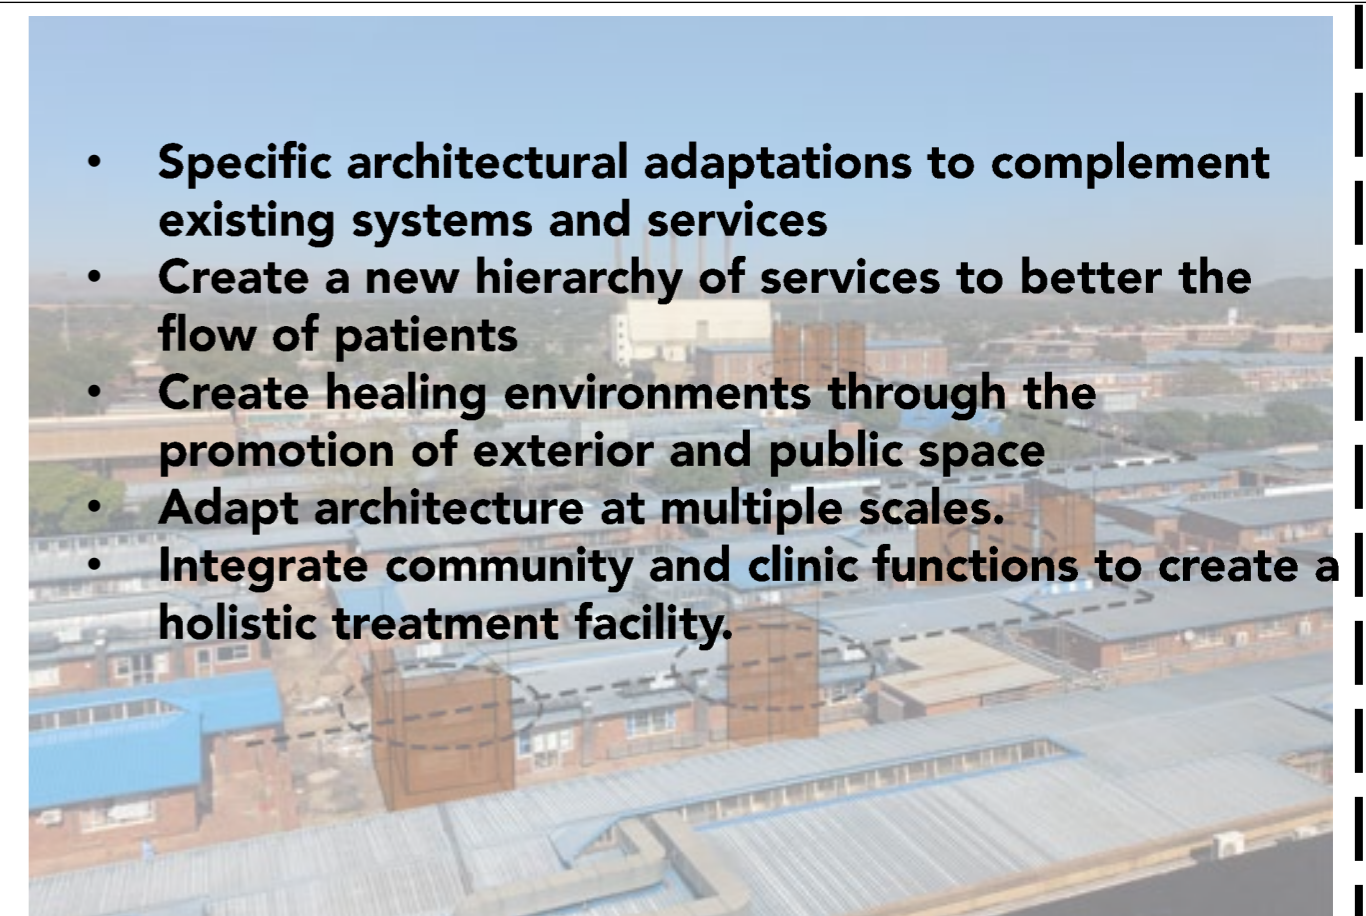 • Specific architectural adaptations to complement
existing systems and services
• Create a new hierarchy of services to better the
flow of patients
• Create healing environments through the
promotion of exterior and public space
• Adapt architecture at multiple scales.
• Integrate community and clinic functions to create a
holistic treatment facility.